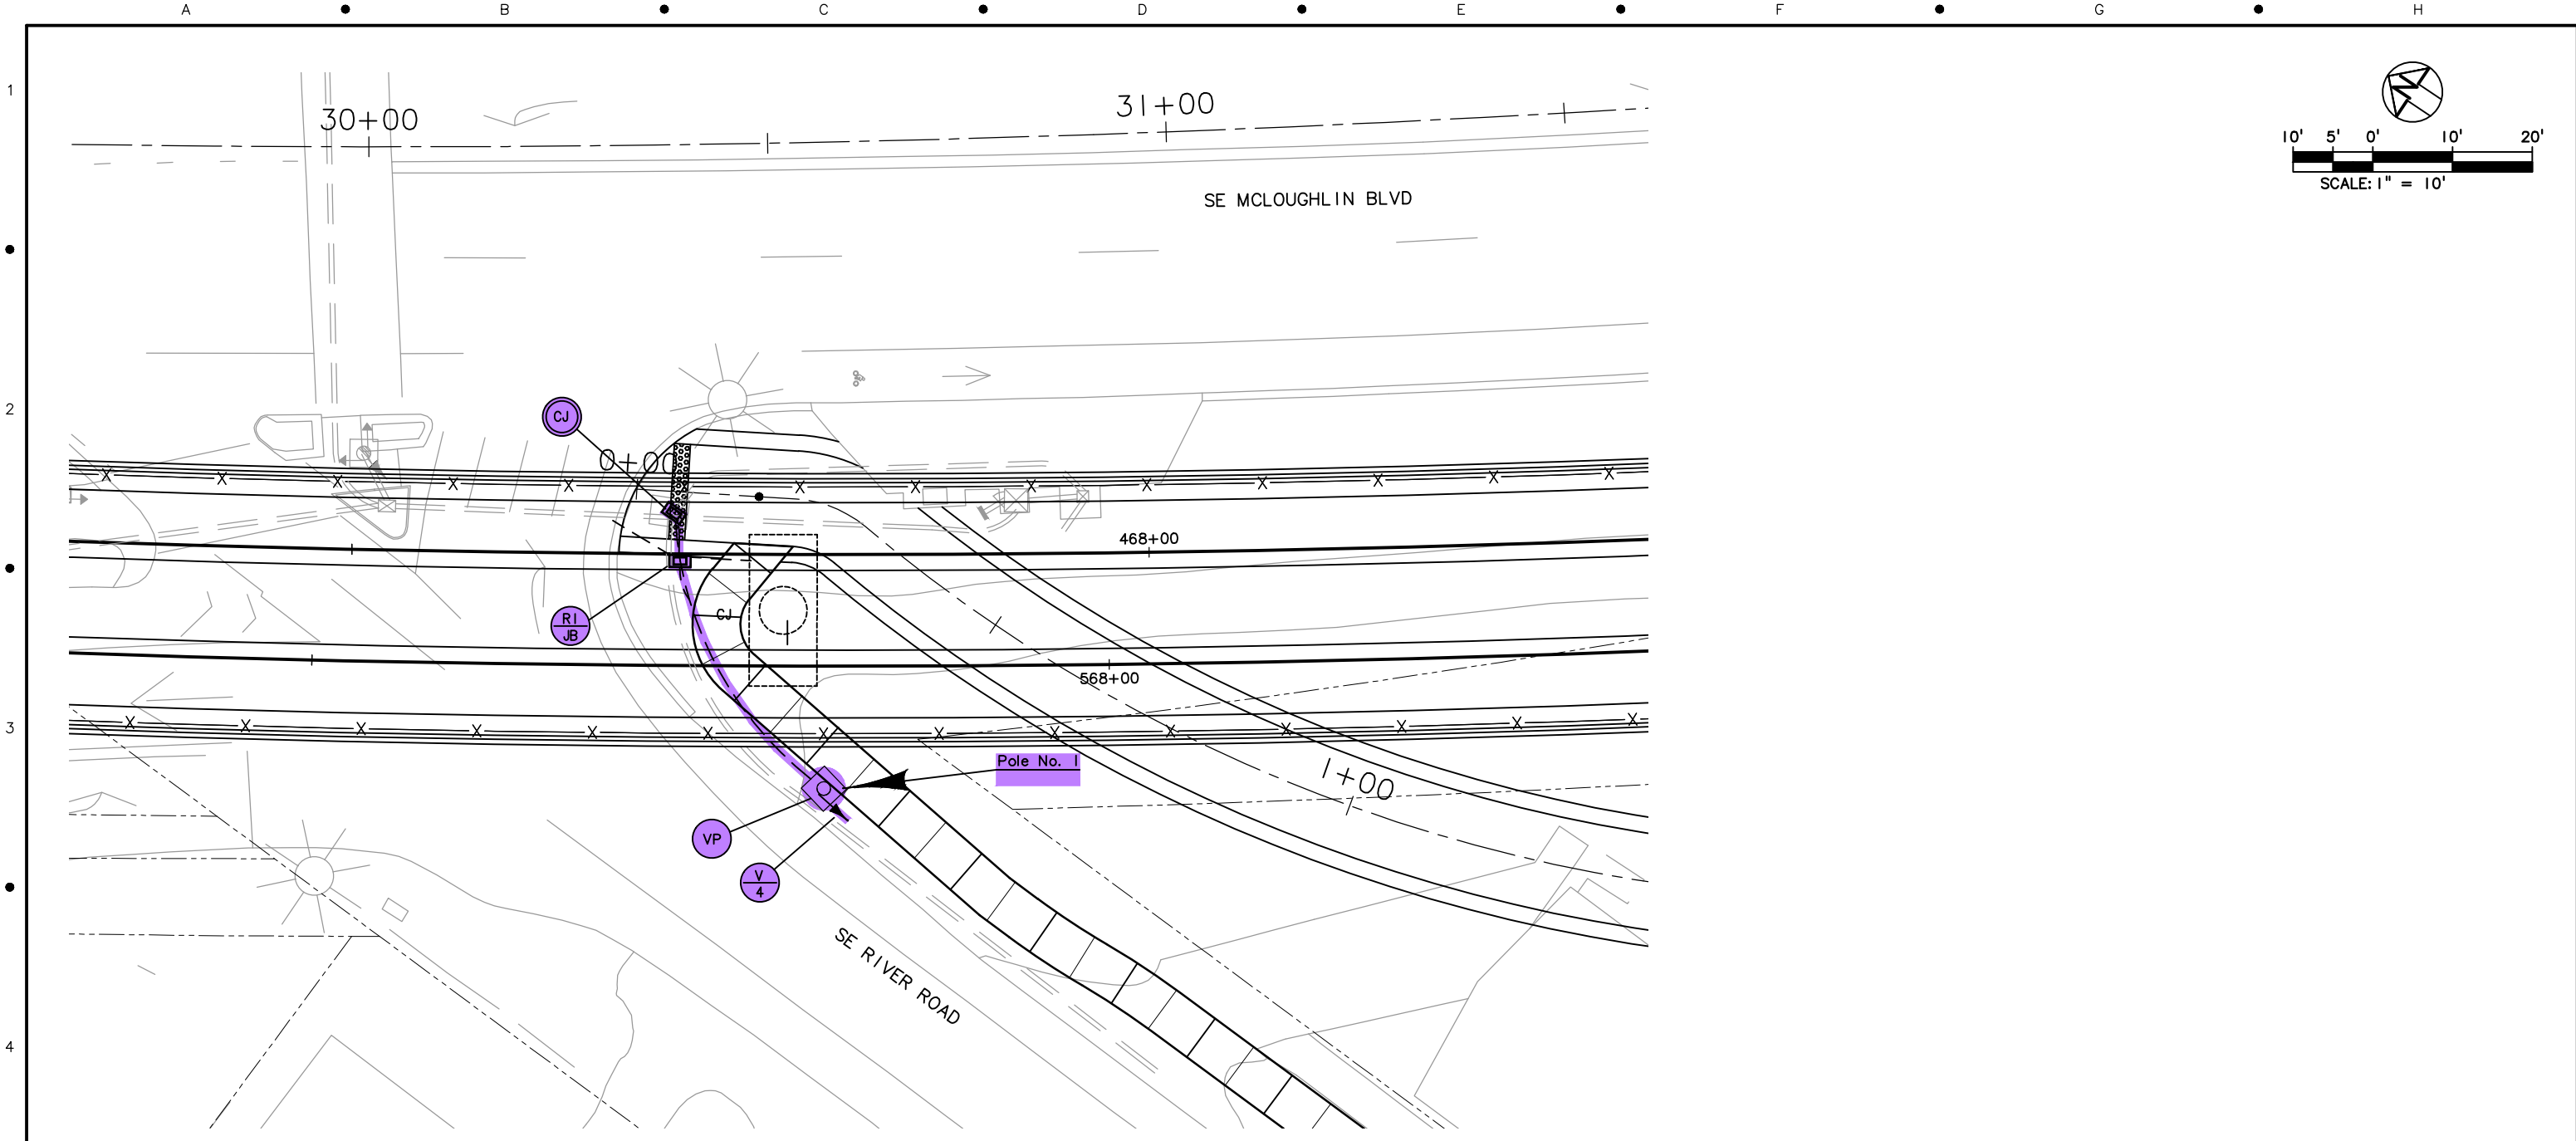 A B C D E F G H
1
30+00
31+00
10' 5' 0' 10' 20'
SCALE: 1" = 10'
SE MCLOUGHLIN BLVD
2
CJ
0+00
468+00
R1
JB
CJ
568+00
3
Pole No. 1
1+00
VP
V
4
SE RIVER ROAD
4